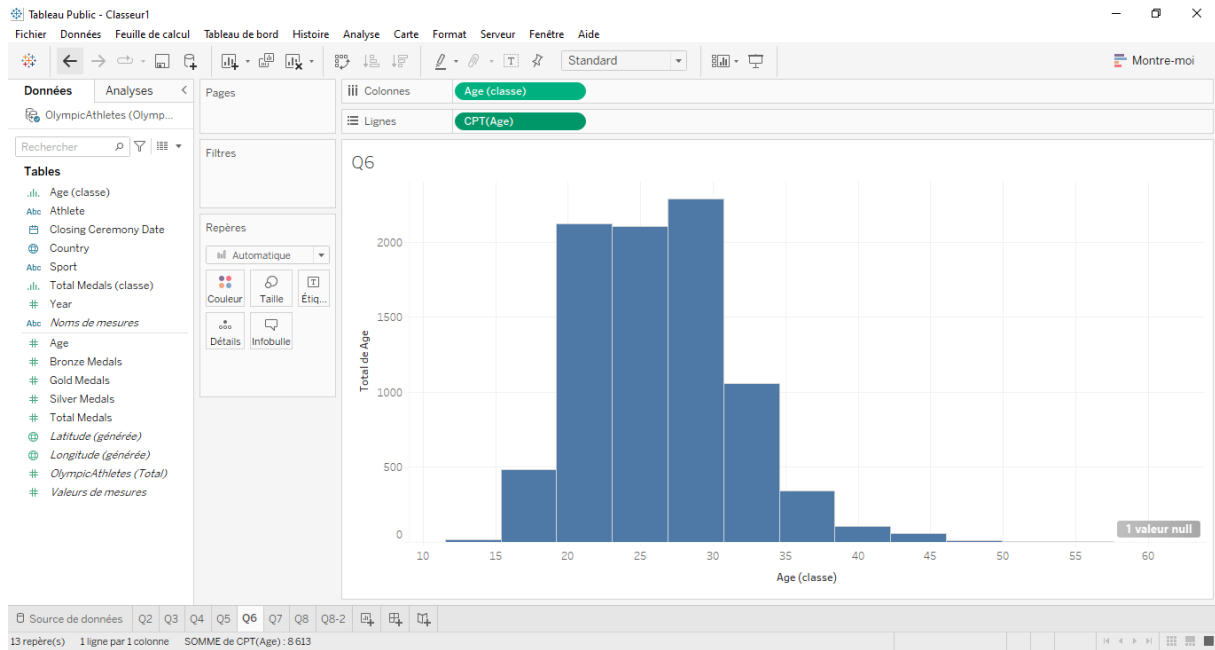 Tableau Public - Classeur1
Fichier Données Feuille de calcul Tableau de bord Histoire Analyse Carte Format Serveur Fenêtre Aide
Standard
Montre-moi
Données Analyses
OlympicAthletes (Olymp...
Rechercher
Tables
Age (classe)
Abc Athlete
Closing Ceremony Date
Country
Abc Sport
Total Medals (classe)
# Year
Abc Noms de mesures
# Age
# Bronze Medals
# Gold Medals
# Silver Medals
# Total Medals
Latitude (générée)
Longitude (générée)
# OlympicAthletes (Total)
# Valeurs de mesures
Pages
Filtres
Repères
Automatique
Couleur Taille Étiq...
Détails Infobulle
Colonnes Age (classe)
Lignes CPT(Age)
Q6
Total de Age
2000
1500
1000
500
0
1 valeur null
10 15 20 25 30 35 40 45 50 55 60
Age (classe)
Source de données Q2 Q3 Q4 Q5 Q6 Q7 Q8 Q8-2
13 repère(s) 1 ligne par 1 colonne SOMME de CPT(Age) : 8 613